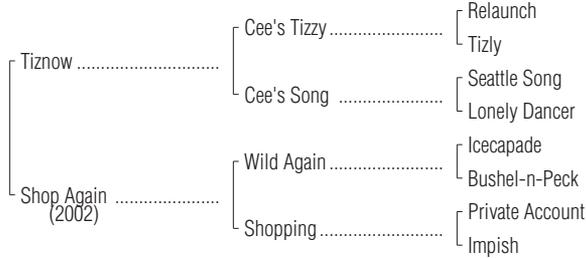 Relaunch
Cee's Tizzy
Tizly
Tiznow
Seattle Song
Cee's Song
Lonely Dancer
Icecapade
Wild Again
Bushel-n-Peck
Shop Again
(2002)
Private Account
Shopping
Impish